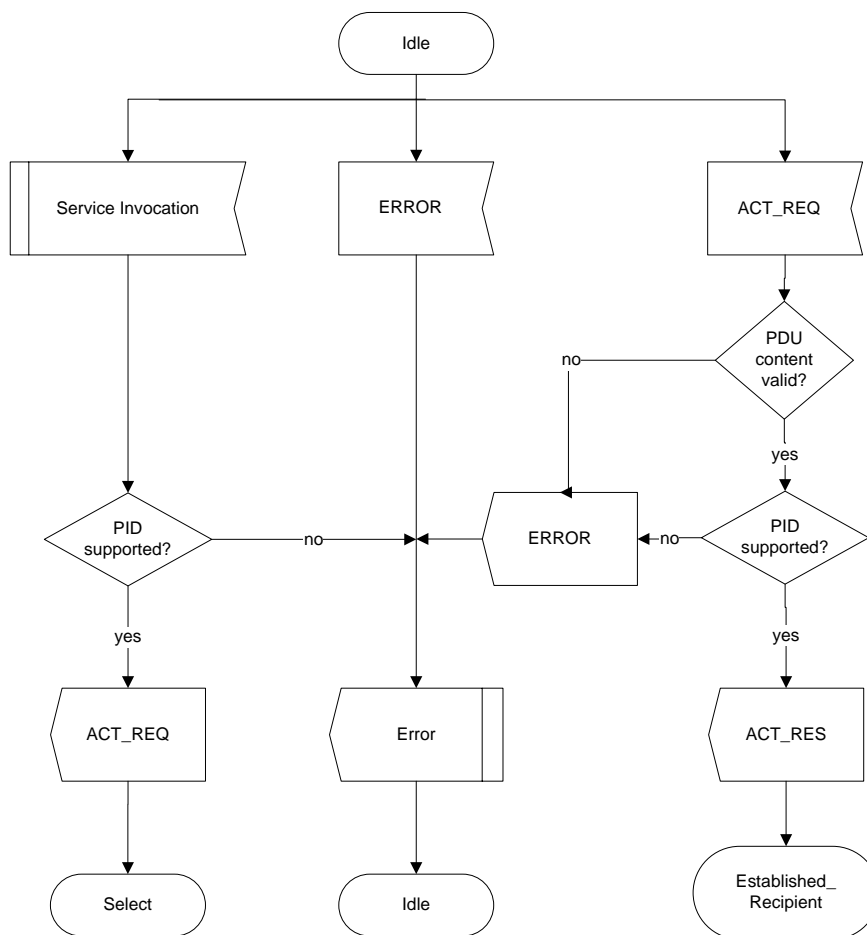 Idle
Service Invocation
ERROR
ACT_REQ
PDU
content
valid?
no
yes
PID
supported?
no
ERROR
no
PID
supported?
yes
yes
ACT_REQ
Error
ACT_RES
Select
Idle
Established_
Recipient